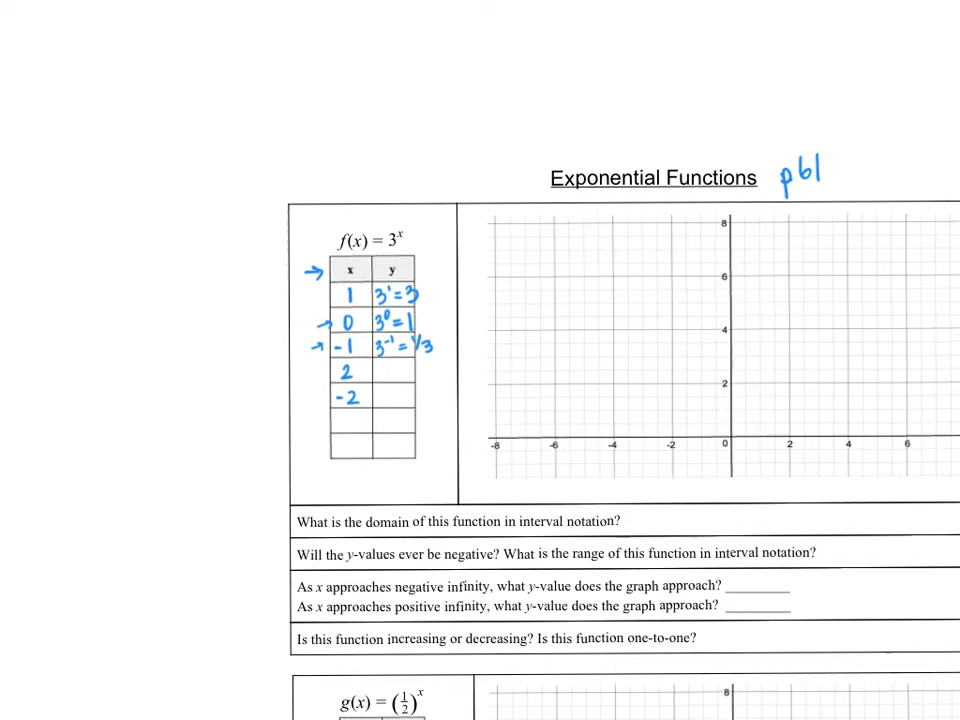 Exponential Functions p61
f(x) = 3^x
→ x y
1 3^1 = 3
→ 0 3^0 = 1
→ -1 3^-1 = 1/3
2
-2
8
6
4
2
-8 -6 -4 -2 0 2 4 6
What is the domain of this function in interval notation?
Will the y-values ever be negative? What is the range of this function in interval notation?
As x approaches negative infinity, what y-value does the graph approach? __________
As x approaches positive infinity, what y-value does the graph approach? __________
Is this function increasing or decreasing? Is this function one-to-one?
g(x) = (1/2)^x
8